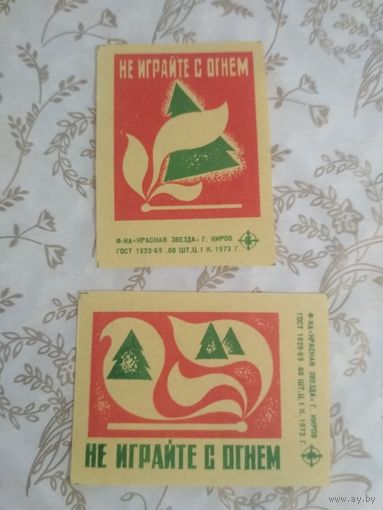 НЕ ИГРАЙТЕ С ОГНЕМ
Ф-КА «КРАСНАЯ ЗВЕЗДА» Г. КИРОВ
ГОСТ 1820-69 . 60 ШТ. Ц. 1 К. 1973 Г.
НЕ ИГРАЙТЕ С ОГНЕМ
Ф-КА «КРАСНАЯ ЗВЕЗДА» Г. КИРОВ
ГОСТ 1820-69 . 60 ШТ. Ц. 1 К. 1973 Г.
www.ay.by